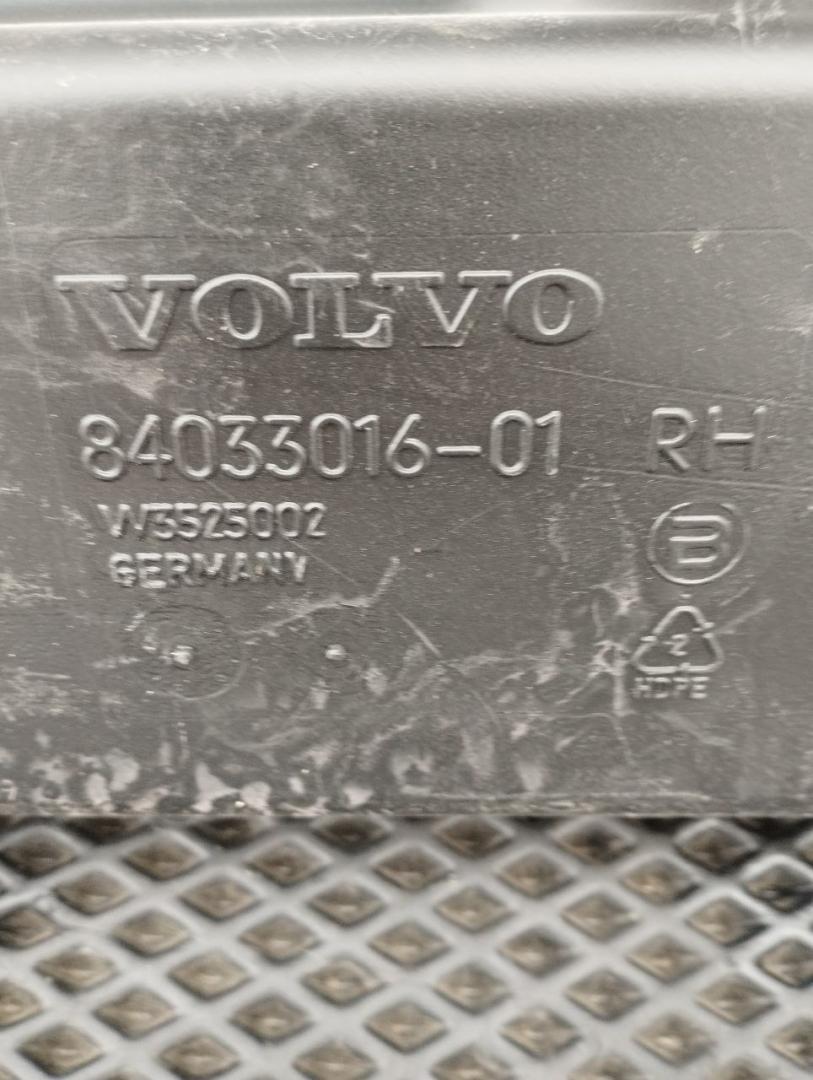 VOLVO
84033016-01 RH
W3525002
GERMANY
B
2
HDPE